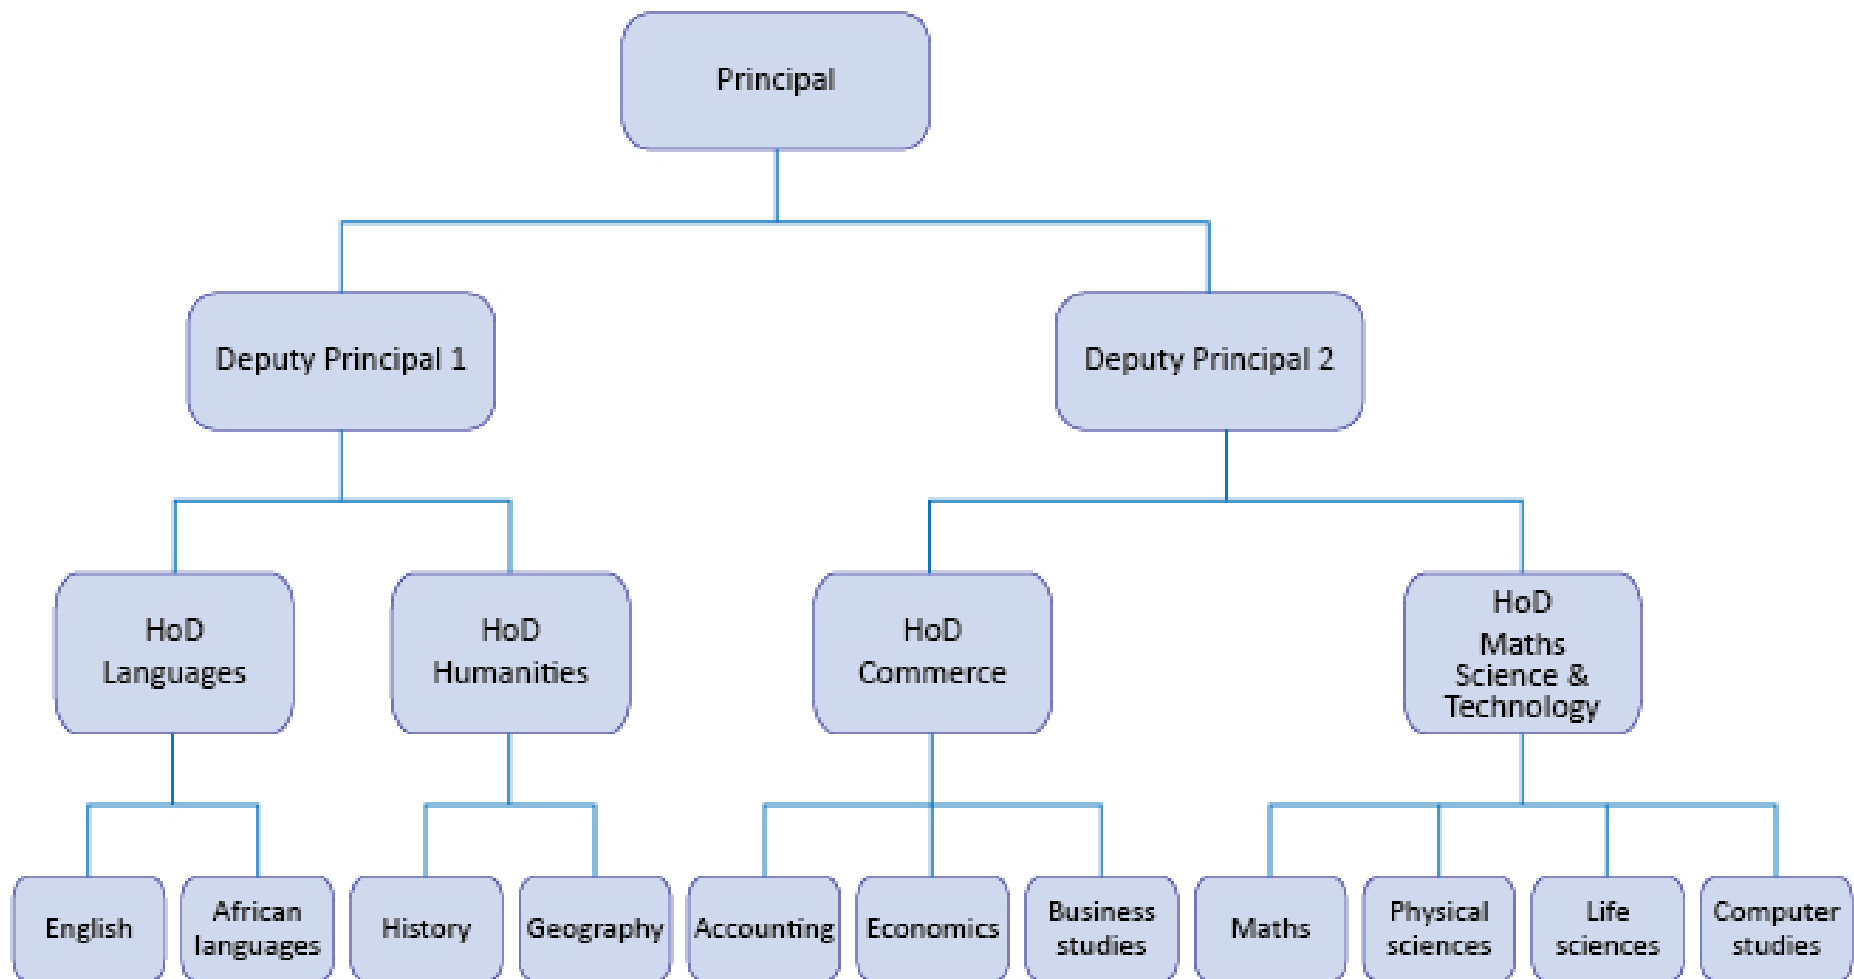 Principal
Deputy Principal 1
Deputy Principal 2
HoD
Languages
HoD
Humanities
HoD
Commerce
HoD
Maths
Science &
Technology
English
African
languages
History
Geography
Accounting
Economics
Business
studies
Maths
Physical
sciences
Life
sciences
Computer
studies